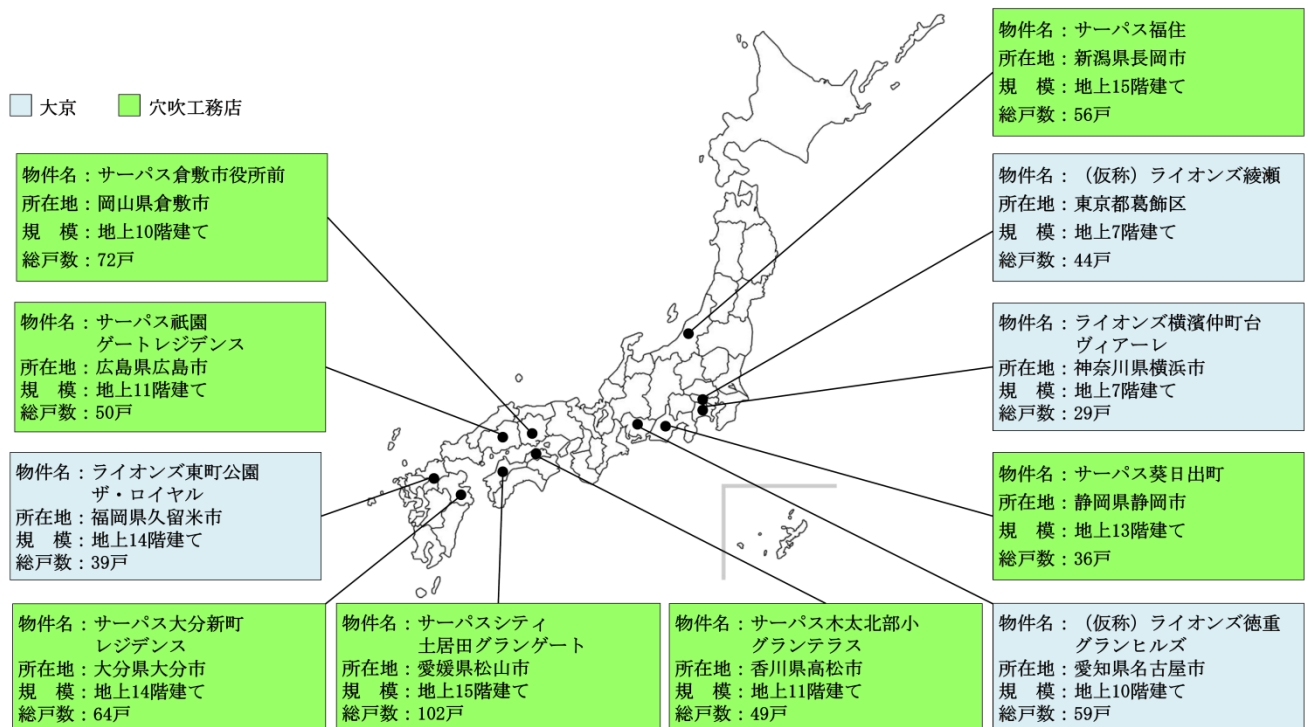 大京 穴吹工務店
物件名：サーパス福住
所在地：新潟県長岡市
規　模：地上15階建て
総戸数：56戸
物件名：サーパス倉敷市役所前
所在地：岡山県倉敷市
規　模：地上10階建て
総戸数：72戸
物件名：（仮称）ライオンズ綾瀬
所在地：東京都葛飾区
規　模：地上7階建て
総戸数：44戸
物件名：サーパス祇園
ゲートレジデンス
所在地：広島県広島市
規　模：地上11階建て
総戸数：50戸
物件名：ライオンズ横濱仲町台
ヴィアーレ
所在地：神奈川県横浜市
規　模：地上7階建て
総戸数：29戸
物件名：ライオンズ東町公園
ザ・ロイヤル
所在地：福岡県久留米市
規　模：地上14階建て
総戸数：39戸
物件名：サーパス葵日出町
所在地：静岡県静岡市
規　模：地上13階建て
総戸数：36戸
物件名：サーパス大分新町
レジデンス
所在地：大分県大分市
規　模：地上14階建て
総戸数：64戸
物件名：サーパスシティ
土居田グランゲート
所在地：愛媛県松山市
規　模：地上15階建て
総戸数：102戸
物件名：サーパス木太北部小
グランテラス
所在地：香川県高松市
規　模：地上11階建て
総戸数：49戸
物件名：（仮称）ライオンズ徳重
グランヒルズ
所在地：愛知県名古屋市
規　模：地上10階建て
総戸数：59戸